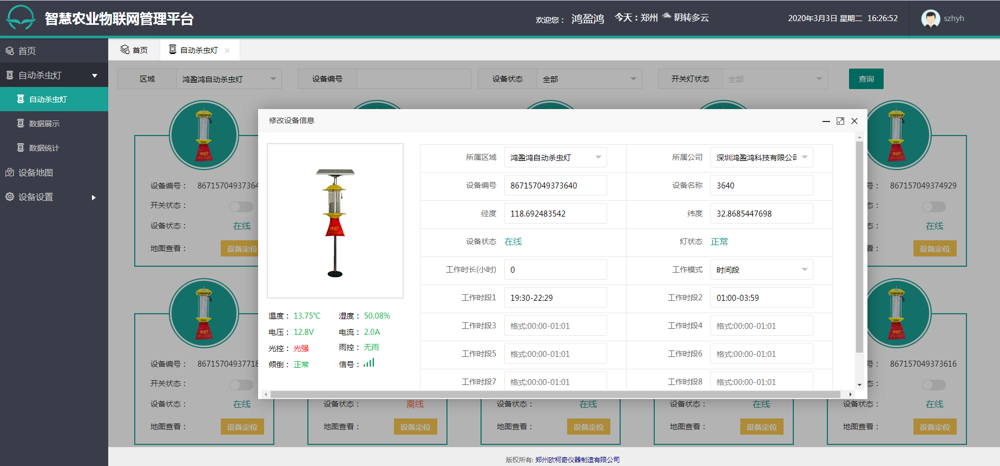 智慧农业物联网管理平台
欢迎您： 鸿盈鸿 今天：郑州 阴转多云 2020年3月3日 星期二 16:26:52 szhyh
首页
自动杀虫灯
自动杀虫灯
数据展示
数据统计
设备地图
设备设置
首页 自动杀虫灯 ×
区域 鸿盈鸿自动杀虫灯 设备编号 设备状态 全部 开关灯状态 全部 查询
设备编号： 86715704937364
开关状态：
设备状态： 在线
地图查看： 设备定位
号： 867157049374929
态：
态： 在线
看： 设备定位
修改设备信息
所属区域 鸿盈鸿自动杀虫灯 所属公司 深圳鸿盈鸿科技有限公司
设备编号 867157049373640 设备名称 3640
经度 118.692483542 纬度 32.8685447698
设备状态 在线 灯状态 正常
工作时长(小时) 0 工作模式 时间段
工作时段1 19:30-22:29 工作时段2 01:00-03:59
工作时段3 格式:00:00-01:01 工作时段4 格式:00:00-01:01
工作时段5 格式:00:00-01:01 工作时段6 格式:00:00-01:01
工作时段7 格式:00:00-01:01 工作时段8 格式:00:00-01:01
温度： 13.75℃ 湿度： 50.08%
电压： 12.8V 电流： 2.0A
光控： 光强 雨控： 无雨
倾倒： 正常 信号：
设备编号： 86715704937718
开关状态：
设备状态： 在线
地图查看： 设备定位
设备状态： 离线
地图查看： 设备定位
设备状态： 在线
地图查看： 设备定位
设备状态： 在线
地图查看： 设备定位
号： 867157049373616
态：
设备状态： 在线
地图查看： 设备定位
版权所有: 郑州欧柯奇仪器制造有限公司